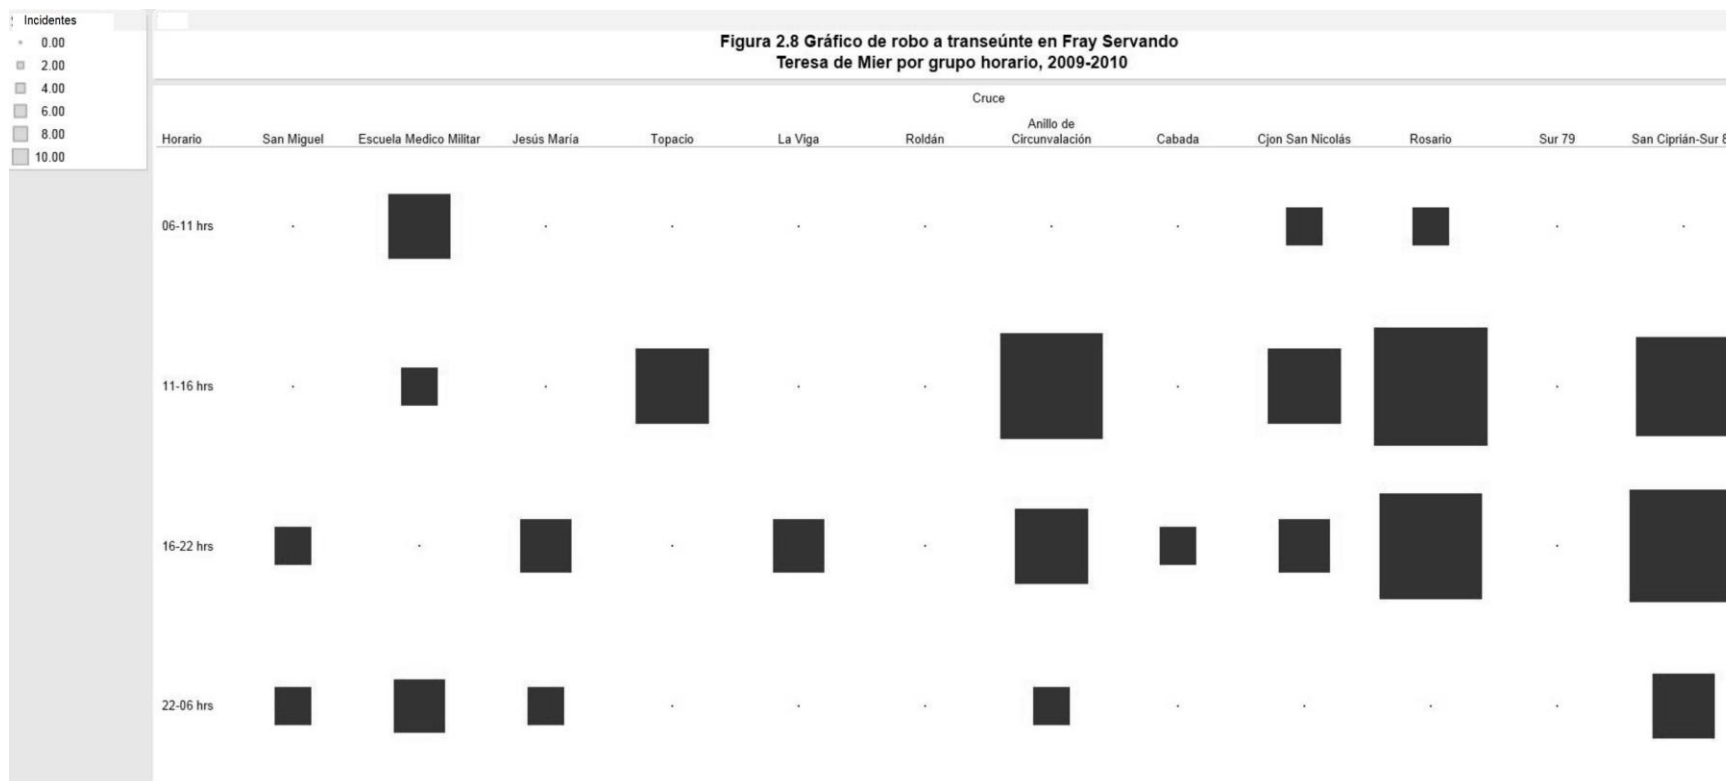 Incidentes
0.00
2.00
4.00
6.00
8.00
10.00
Figura 2.8 Gráfico de robo a transeúnte en Fray Servando
Teresa de Mier por grupo horario, 2009-2010
Cruce
Horario San Miguel Escuela Medico Militar Jesús María Topacio La Viga Roldán Anillo de Circunvalación Cabada Cjon San Nicolás Rosario Sur 79 San Ciprián-Sur
06-11 hrs
11-16 hrs
16-22 hrs
22-06 hrs